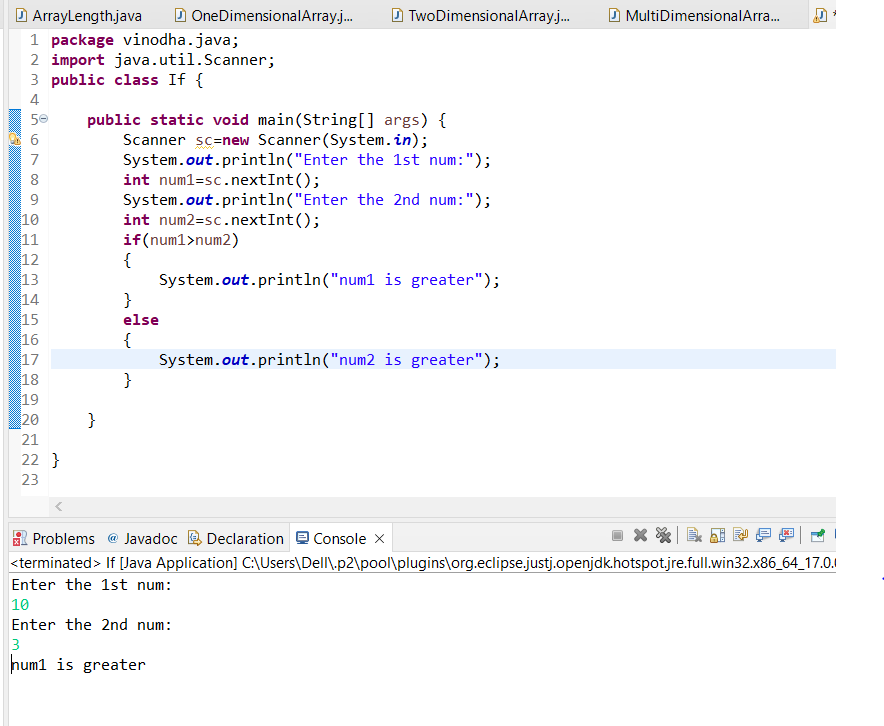 ArrayLength.java OneDimensionalArray.j... TwoDimensionalArray.j... MultiDimensionalArra... *
1 package vinodha.java;
2 import java.util.Scanner;
3 public class If {
4
5 public static void main(String[] args) {
6 Scanner sc=new Scanner(System.in);
7 System.out.println("Enter the 1st num:");
8 int num1=sc.nextInt();
9 System.out.println("Enter the 2nd num:");
10 int num2=sc.nextInt();
11 if(num1>num2)
12 {
13 System.out.println("num1 is greater");
14 }
15 else
16 {
17 System.out.println("num2 is greater");
18 }
19
20 }
21
22 }
23
Problems @ Javadoc Declaration Console
<terminated> If [Java Application] C:\Users\Dell\.p2\pool\plugins\org.eclipse.justj.openjdk.hotspot.jre.full.win32.x86_64_17.0.
Enter the 1st num:
10
Enter the 2nd num:
3
num1 is greater